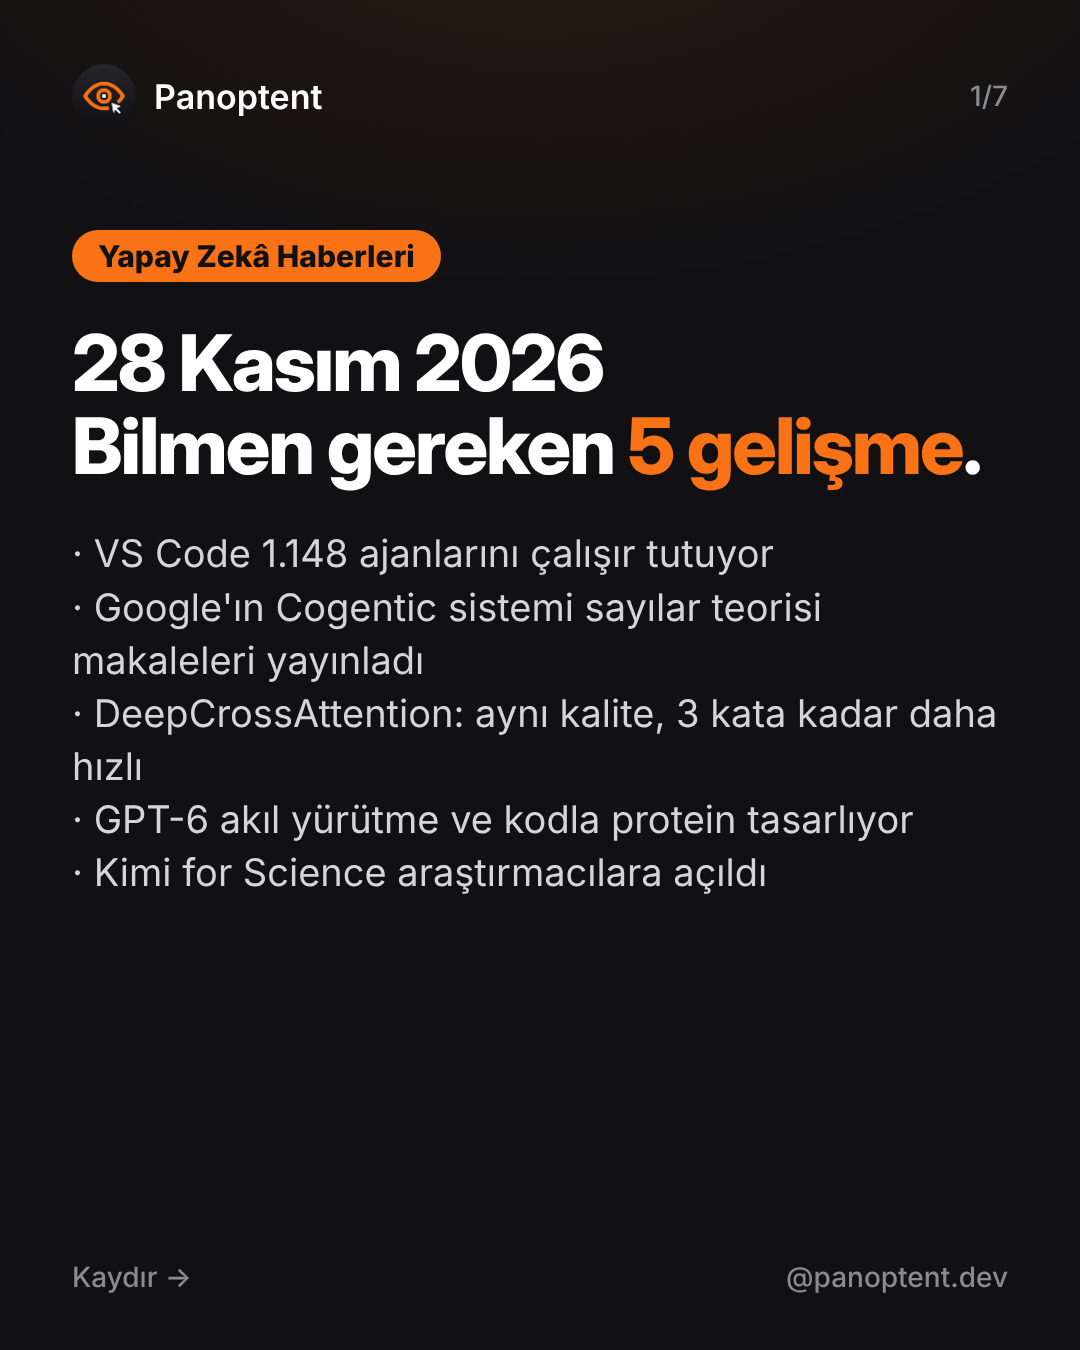 Panoptent
1/7
Yapay Zekâ Haberleri
28 Kasım 2026
Bilmen gereken 5 gelişme.
· VS Code 1.148 ajanlarını çalışır tutuyor
· Google'ın Cogentic sistemi sayılar teorisi
makaleleri yayınladı
· DeepCrossAttention: aynı kalite, 3 kata kadar daha
hızlı
· GPT-6 akıl yürütme ve kodla protein tasarlıyor
· Kimi for Science araştırmacılara açıldı
Kaydır →
@panoptent.dev